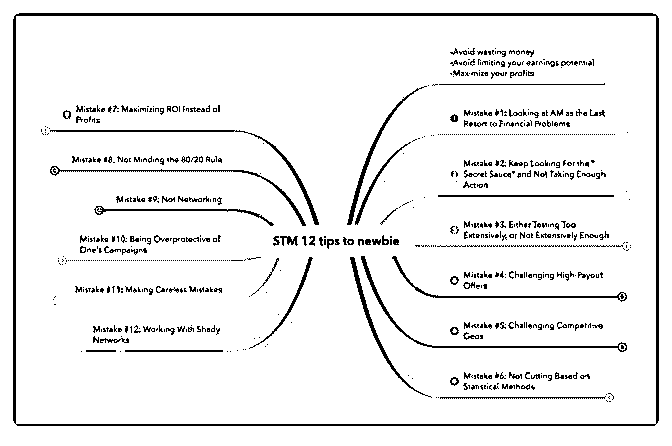 STM 12 tips to newbie
-Avoid wasting money
-Avoid limiting your earnings potential
-Maximize your profits
Mistake #1: Looking at AM as the Last
Resort to Financial Problems
Mistake #2: Keep Looking For the "
Secret Sauce" and Not Taking Enough
Action
Mistake #3: Either Testing Too
Extensively, or Not Extensively Enough
Mistake #4: Challenging High-Payout
Offers
Mistake #5: Challenging Competitive
Geos
Mistake #6: Not Cutting Based on
Statistical Methods
Mistake #7: Maximizing ROI Instead of
Profits
Mistake #8: Not Minding the 80/20 Rule
Mistake #9: Not Networking
Mistake #10: Being Overprotective of
One's Campaigns
Mistake #11: Making Careless Mistakes
Mistake #12: Working With Shady
Networks